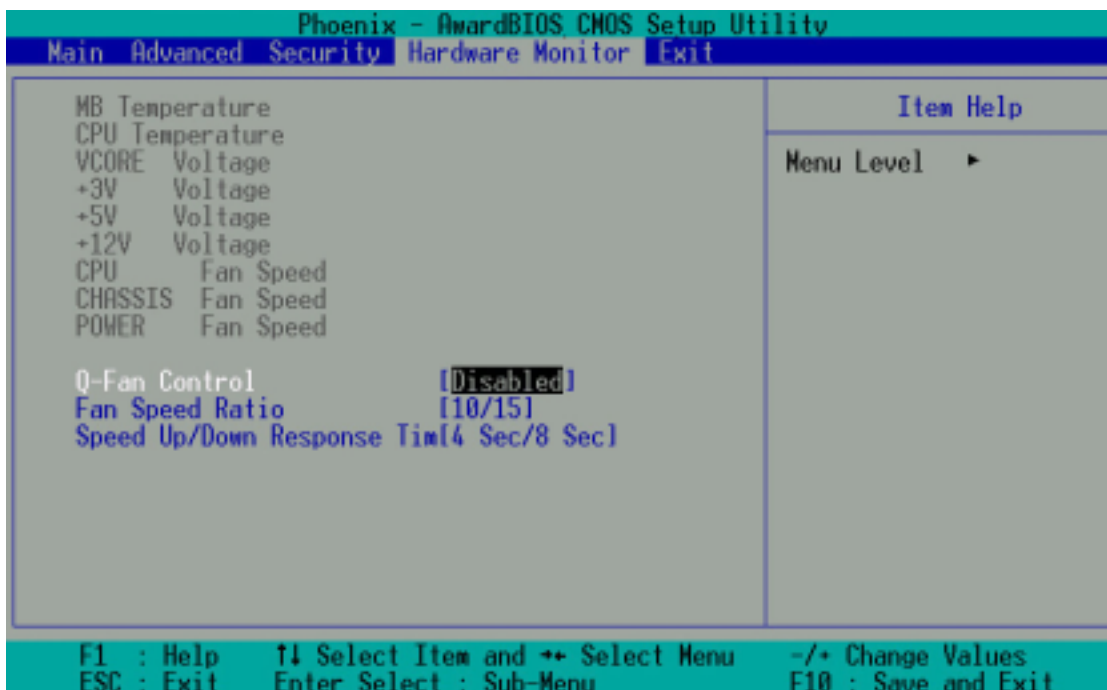 Phoenix - AwardBIOS CMOS Setup Utility
Main Advanced Security Hardware Monitor Exit
MB Temperature
CPU Temperature
VCORE Voltage
+3V Voltage
+5V Voltage
+12V Voltage
CPU Fan Speed
CHASSIS Fan Speed
POWER Fan Speed
Q-Fan Control [Disabled]
Fan Speed Ratio [10/15]
Speed Up/Down Response Tim[4 Sec/8 Sec]
Item Help
Menu Level ▸
F1 : Help ↑↓ Select Item and →← Select Menu -/+ Change Values
ESC : Exit Enter Select : Sub-Menu F10 : Save and Exit